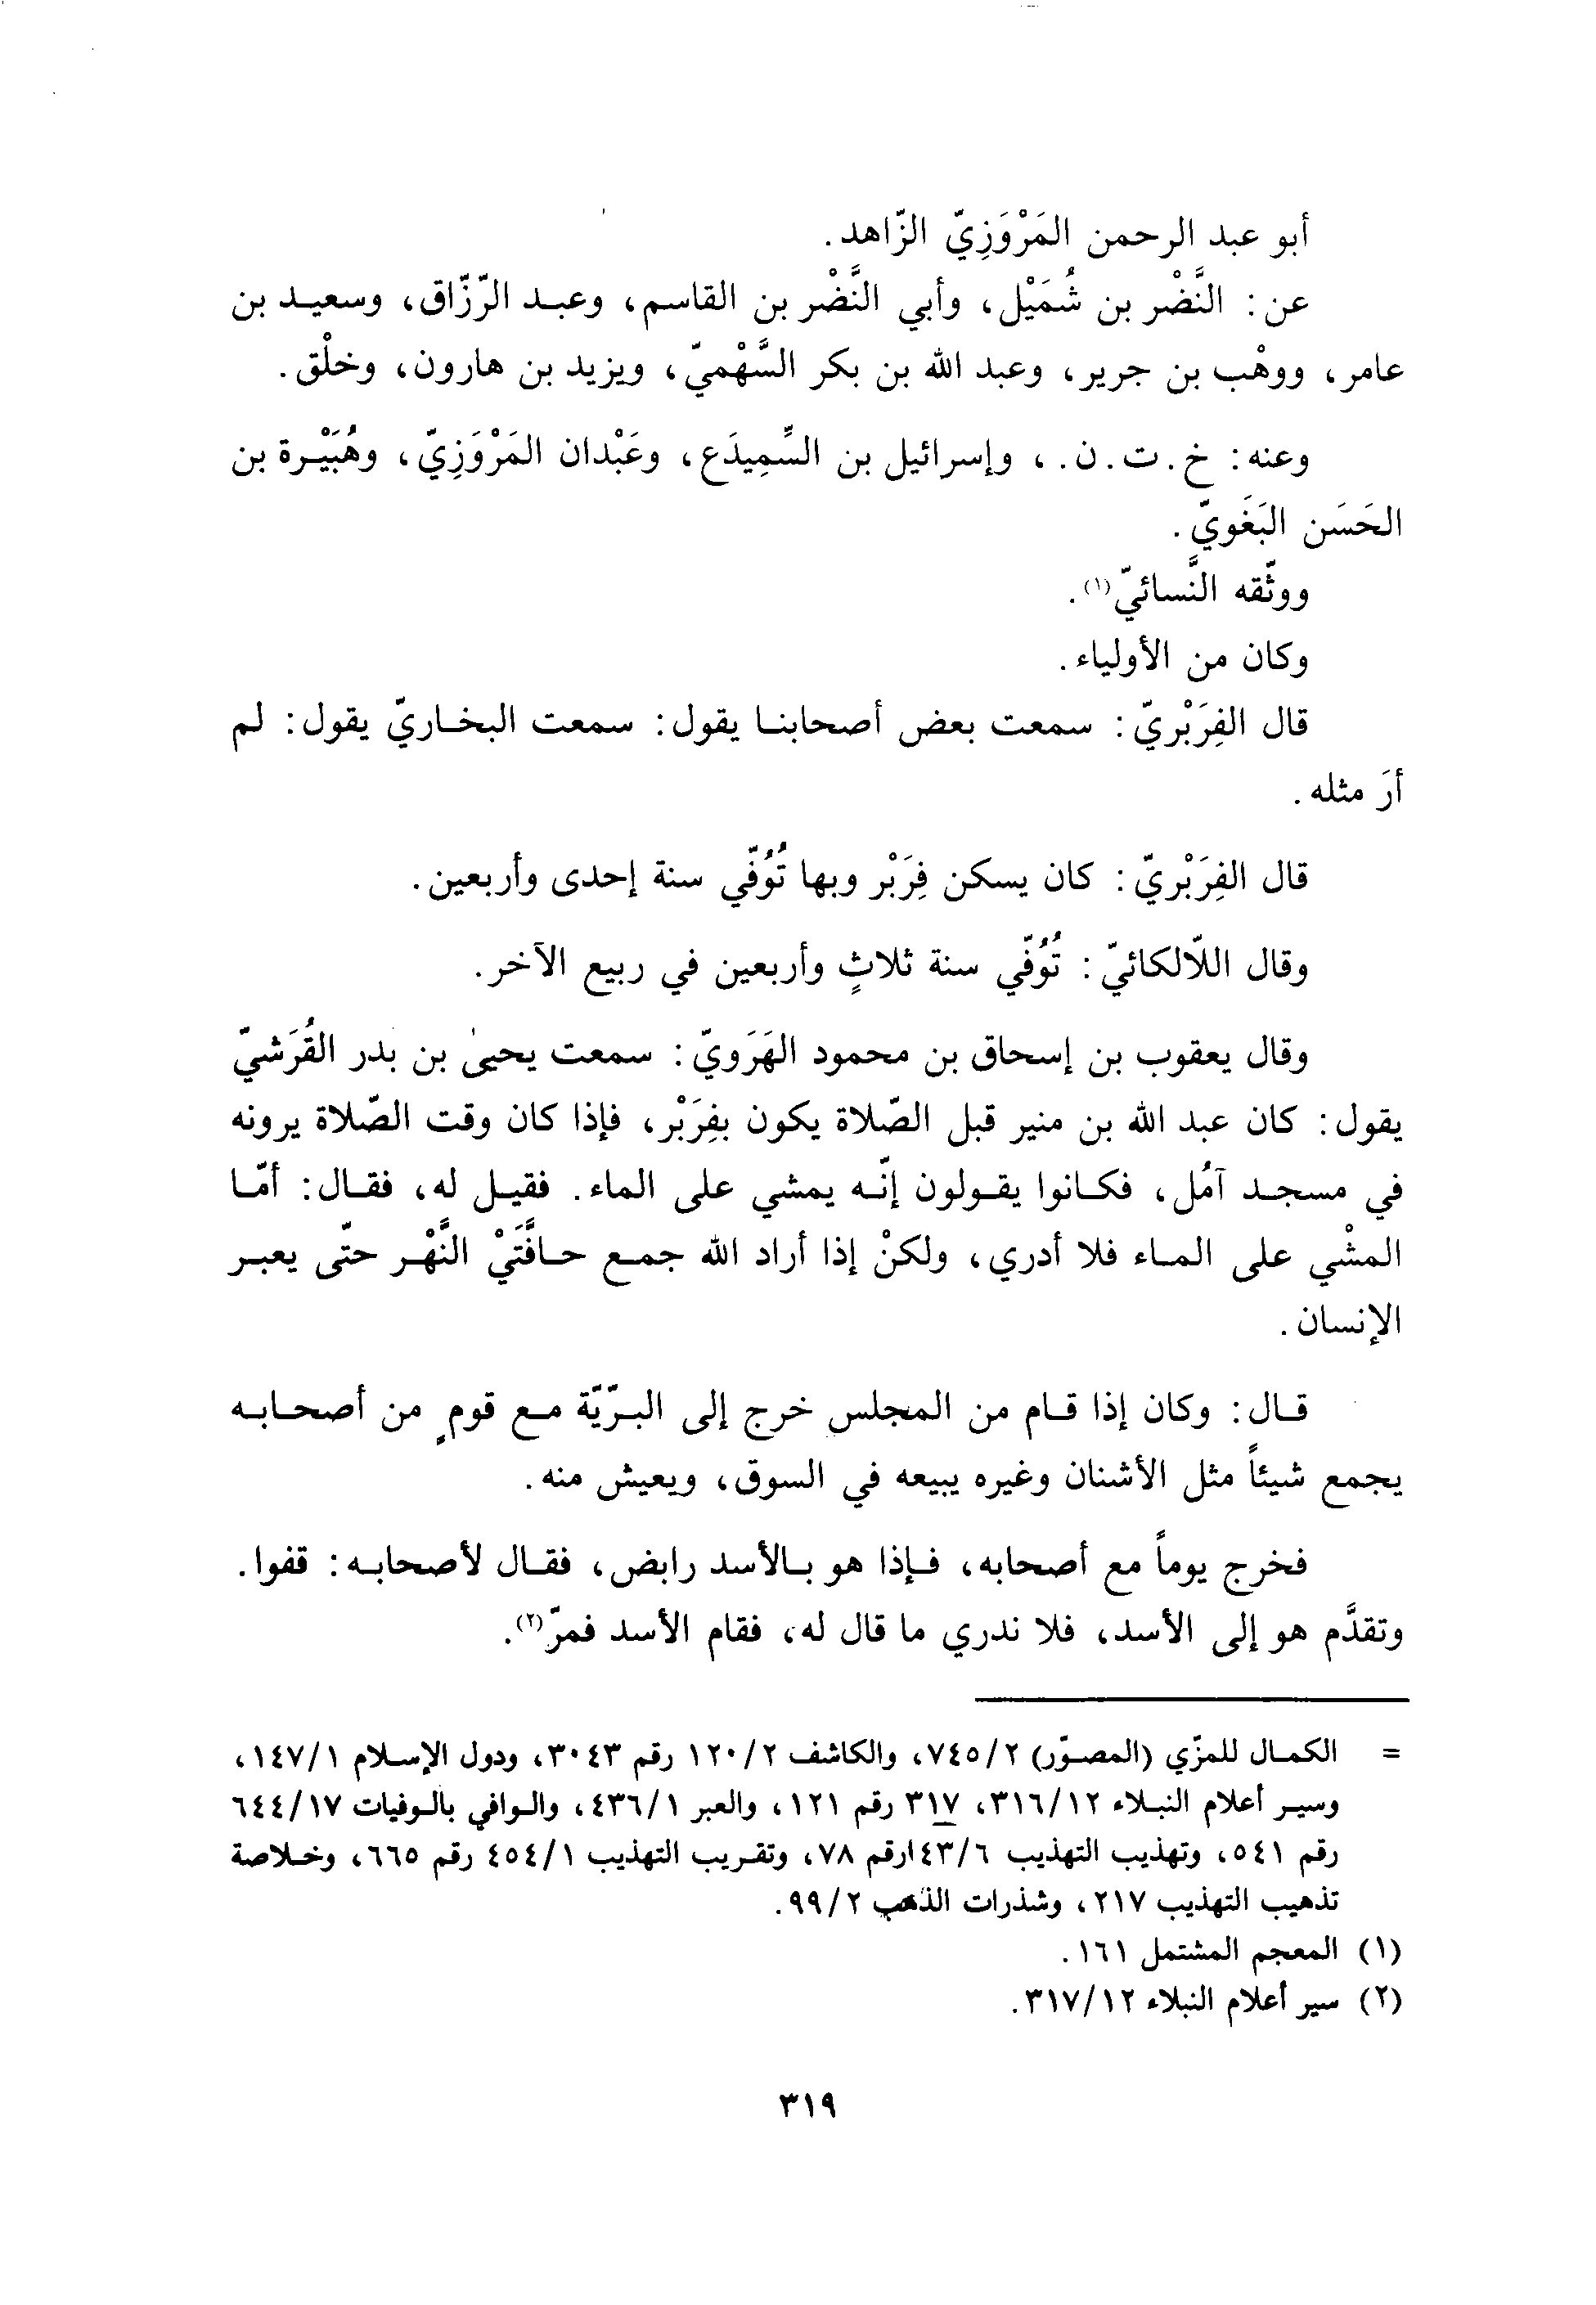 أبو عبد الرحمن المَرْوَزِيّ الزّاهد.
عن: النَّضْر بن شُمَيْل، وأبي النَّضْر بن القاسم، وعبد الرّزّاق، وسعيد بن
عامر، ووهْب بن جرير، وعبد الله بن بكر السَّهْميّ، ويزيد بن هارون، وخلْق.
وعنه: خ. ت. ن.، وإسرائيل بن السَّمِيدَع، وعَبْدان المَرْوَزِيّ، وهُبَيْرة بن
الحَسَن البَغَويّ.
ووثّقه النَّسائيّ(١).
وكان من الأولياء.
قال الفِرَبْريّ: سمعت بعض أصحابنا يقول: سمعت البخاريّ يقول: لم
أرَ مثله.
قال الفِرَبْريّ: كان يسكن فِرَبْر وبها تُوُفّي سنة إحدى وأربعين.
وقال اللّالكائيّ: تُوُفّي سنة ثلاثٍ وأربعين في ربيع الآخر.
وقال يعقوب بن إسحاق بن محمود الهَرَويّ: سمعت يحيىٰ بن بدر القُرَشيّ
يقول: كان عبد الله بن منير قبل الصّلاة يكون بفِرَبْر، فإذا كان وقت الصّلاة يرونه
في مسجد آمُل، فكانوا يقولون إنّه يمشي على الماء. فقيل له، فقال: أمّا
المشْي على الماء فلا أدري، ولكنْ إذا أراد الله جمع حافَّتَيْ النَّهْر حتّى يعبر
الإنسان.
قال: وكان إذا قام من المجلس خرج إلى البرّيّة مع قومٍ من أصحابه
يجمع شيئاً مثل الأشنان وغيره يبيعه في السوق، ويعيش منه.
فخرج يوماً مع أصحابه، فإذا هو بالأسد رابض، فقال لأصحابه: قفوا.
وتقدَّم هو إلى الأسد، فلا ندري ما قال له، فقام الأسد فمرّ(٢).
= الكمال للمزّي (المصوّر) ٧٤٥/٢، والكاشف ١٢٠/٢ رقم ٣٠٤٣، ودول الإسلام ١٤٧/١،
وسير أعلام النبلاء ٣١٦/١٢، ٣١٧ رقم ١٢١، والعبر ٤٣٦/١، والوافي بالوفيات ٦٤٤/١٧
رقم ٥٤١، وتهذيب التهذيب ٤٣/٦ رقم ٧٨، وتقريب التهذيب ٤٥٤/١ رقم ٦٦٥، وخلاصة
تذهيب التهذيب ٢١٧، وشذرات الذهب ٩٩/٢.
(١) المعجم المشتمل ١٦١.
(٢) سير أعلام النبلاء ٣١٧/١٢.
٣١٩